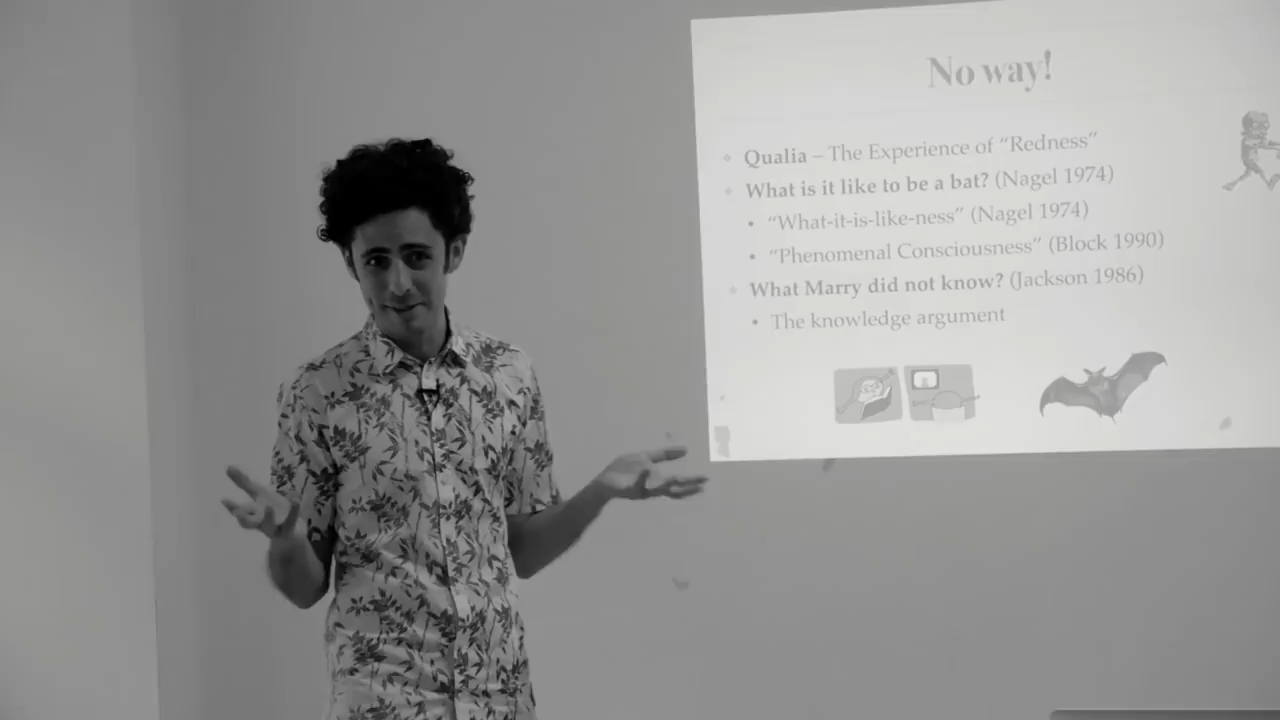 No way!
Qualia – The Experience of “Redness”
What is it like to be a bat? (Nagel 1974)
“What-it-is-like-ness” (Nagel 1974)
“Phenomenal Consciousness” (Block 1990)
What Marry did not know? (Jackson 1986)
The knowledge argument